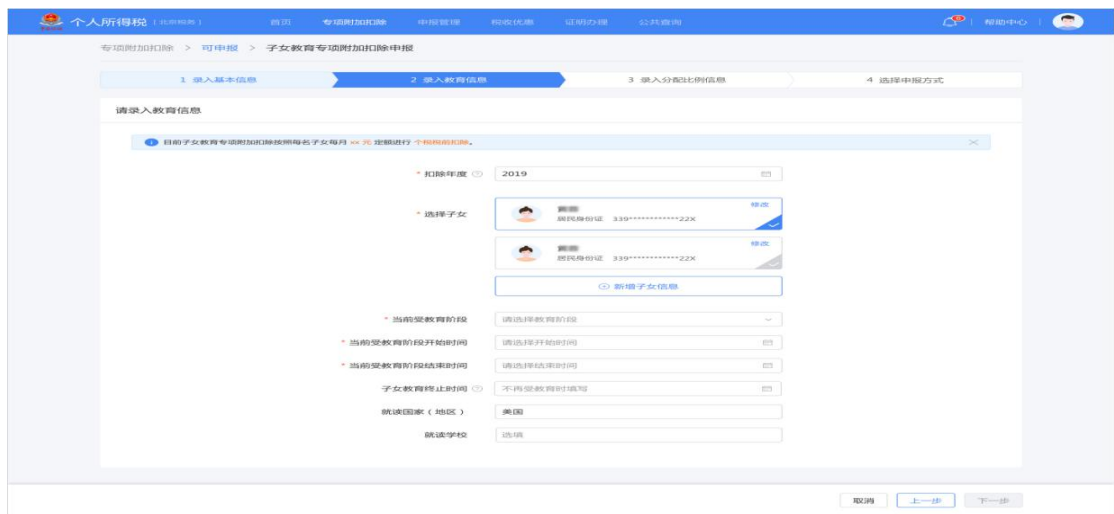 个人所得税 | 北京税务 | 首页 专项附加扣除 申报管理 税收优惠 证明办理 公共查询 帮助中心
专项附加扣除 > 可申报 > 子女教育专项附加扣除申报
1 录入基本信息 2 录入教育信息 3 录入分配比例信息 4 选择申报方式
请录入教育信息
目前子女教育专项附加扣除按照每名子女每月 xx 元 定额进行 个税税前扣除。
* 扣除年度 2019
* 选择子女
修改
居民身份证 339************22X
修改
居民身份证 339************22X
新增子女信息
* 当前受教育阶段 请选择教育阶段
* 当前受教育阶段开始时间 请选择开始时间
* 当前受教育阶段结束时间 请选择结束时间
子女教育终止时间 不再受教育时填写
就读国家（地区） 美国
就读学校 选填
取消 上一步 下一步